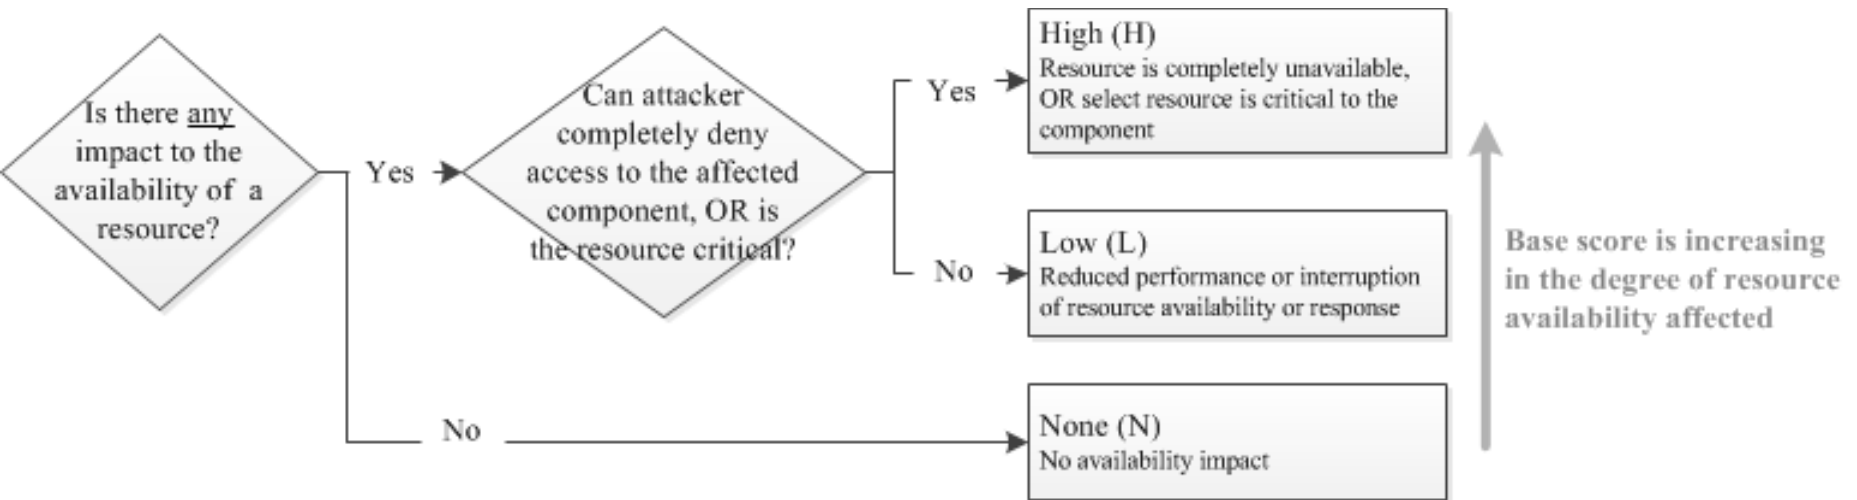 Is there any
impact to the
availability of a
resource?
Yes
No
Can attacker
completely deny
access to the affected
component, OR is
the resource critical?
Yes
No
High (H)
Resource is completely unavailable,
OR select resource is critical to the
component
Low (L)
Reduced performance or interruption
of resource availability or response
None (N)
No availability impact
Base score is increasing
in the degree of resource
availability affected